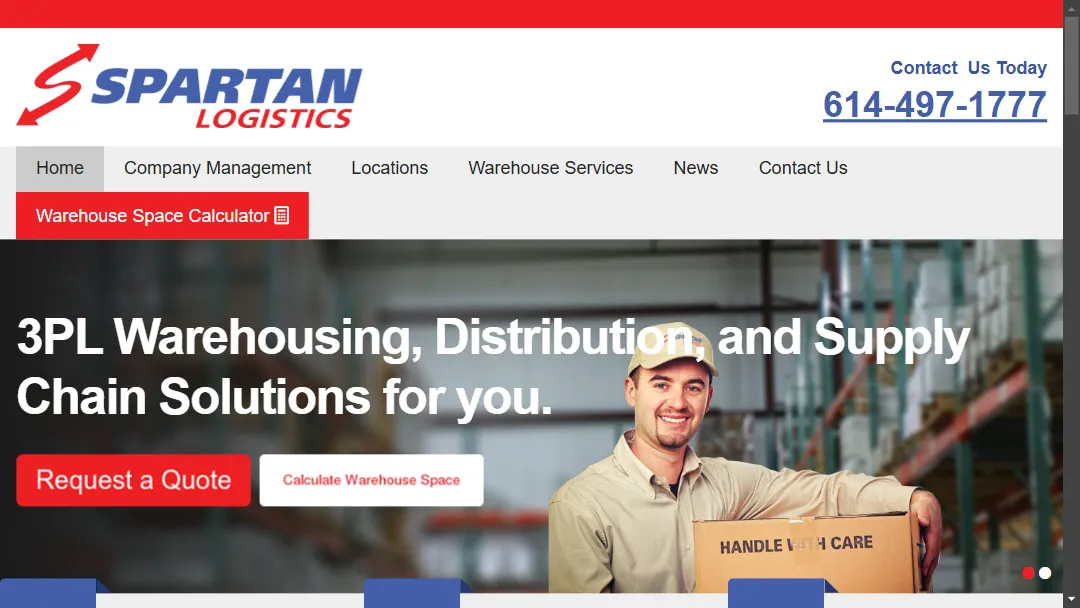 SPARTAN
LOGISTICS
Contact Us Today
614-497-1777
Home Company Management Locations Warehouse Services News Contact Us
Warehouse Space Calculator
3PL Warehousing, Distribution, and Supply
Chain Solutions for you.
Request a Quote Calculate Warehouse Space
HANDLE WITH CARE